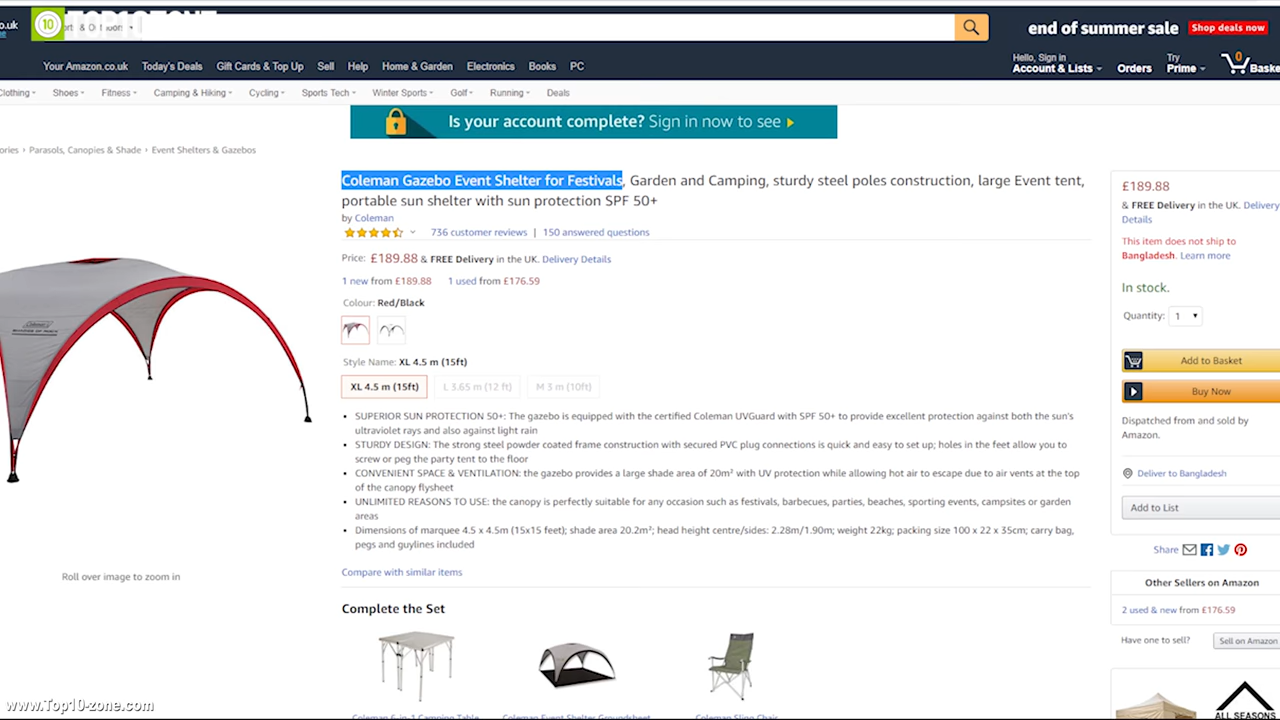 .co.uk
10
TOP10ZONE
end of summer sale
Shop deals now
Your Amazon.co.uk Today's Deals Gift Cards & Top Up Sell Help Home & Garden Electronics Books PC
Hello, Sign in
Account & Lists
Orders
Try
Prime
0
Baske
Clothing Shoes Fitness Camping & Hiking Cycling Sports Tech Winter Sports Golf Running Deals
Is your account complete? Sign in now to see
ories › Parasols, Canopies & Shade › Event Shelters & Gazebos
Coleman Gazebo Event Shelter for Festivals, Garden and Camping, sturdy steel poles construction, large Event tent,
portable sun shelter with sun protection SPF 50+
by Coleman
736 customer reviews | 150 answered questions
Price: £189.88 & FREE Delivery in the UK. Delivery Details
1 new from £189.88 1 used from £176.59
Colour: Red/Black
Style Name: XL 4.5 m (15ft)
XL 4.5 m (15ft) L 3.65 m (12 ft) M 3 m (10ft)
• SUPERIOR SUN PROTECTION 50+: The gazebo is equipped with the certified Coleman UVGuard with SPF 50+ to provide excellent protection against both the sun's
ultraviolet rays and also against light rain
• STURDY DESIGN: The strong steel powder coated frame construction with secured PVC plug connections is quick and easy to set up; holes in the feet allow you to
screw or peg the party tent to the floor
• CONVENIENT SPACE & VENTILATION: the gazebo provides a large shade area of 20m² with UV protection while allowing hot air to escape due to air vents at the top
of the canopy flysheet
• UNLIMITED REASONS TO USE: the canopy is perfectly suitable for any occasion such as festivals, barbecues, parties, beaches, sporting events, campsites or garden
areas
• Dimensions of marquee 4.5 x 4.5m (15x15 feet); shade area 20.2m²; head height centre/sides: 2.28m/1.90m; weight 22kg; packing size 100 x 22 x 35cm; carry bag,
pegs and guylines included
Compare with similar items
Roll over image to zoom in
Complete the Set
Coleman 6-in-1 Camping Table Coleman Event Shelter Groundsheet Coleman Sling Chair
£189.88
& FREE Delivery in the UK. Delivery
Details
This item does not ship to
Bangladesh. Learn more
In stock.
Quantity: 1
Add to Basket
Buy Now
Dispatched from and sold by
Amazon.
Deliver to Bangladesh
Add to List
Share
Other Sellers on Amazon
2 used & new from £176.59
Have one to sell? Sell on Amazon
ALL SEASONS
www.Top10-zone.com